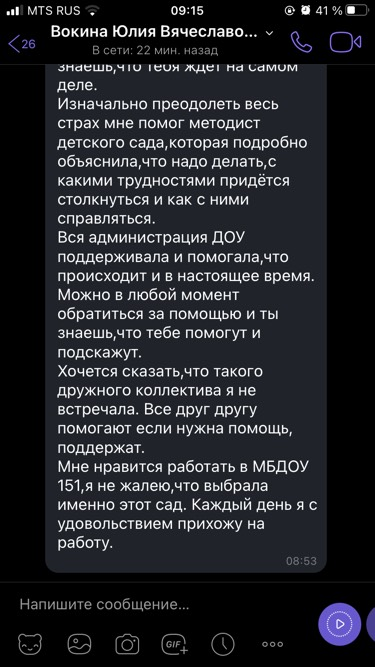 MTS RUS 09:15 41 %
26 Вокина Юлия Вячеславо...
В сети: 22 мин. назад
знаешь,что тебя ждет на самом
деле.
Изначально преодолеть весь
страх мне помог методист
детского сада,которая подробно
объяснила,что надо делать,с
какими трудностями придётся
столкнуться и как с ними
справляться.
Вся администрация ДОУ
поддерживала и помогала,что
происходит и в настоящее время.
Можно в любой момент
обратиться за помощью и ты
знаешь,что тебе помогут и
подскажут.
Хочется сказать,что такого
дружного коллектива я не
встречала. Все друг другу
помогают если нужна помощь,
поддержат.
Мне нравится работать в МБДОУ
151,я не жалею,что выбрала
именно этот сад. Каждый день я с
удовольствием прихожу на
работу.
08:53
Напишите сообщение...
GIF